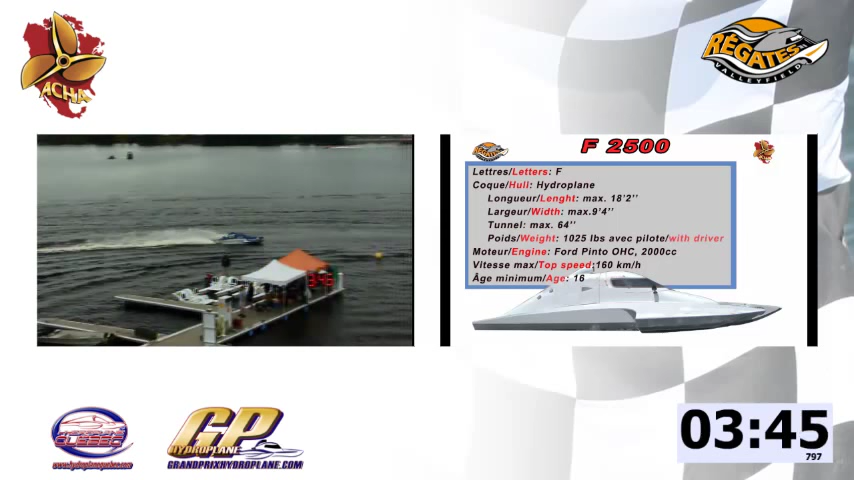 ACHA
RÉGATES
VALLEYFIELD
F 2500
Lettres/Letters: F
Coque/Hull: Hydroplane
Longueur/Lenght: max. 18'2''
Largeur/Width: max.9'4''
Tunnel: max. 64''
Poids/Weight: 1025 lbs avec pilote/with driver
Moteur/Engine: Ford Pinto OHC, 2000cc
Vitesse max/Top speed:160 km/h
Âge minimum/Age: 16
GP
HYDROPLANE
GRANDPRIXHYDROPLANE.COM
03:45
797